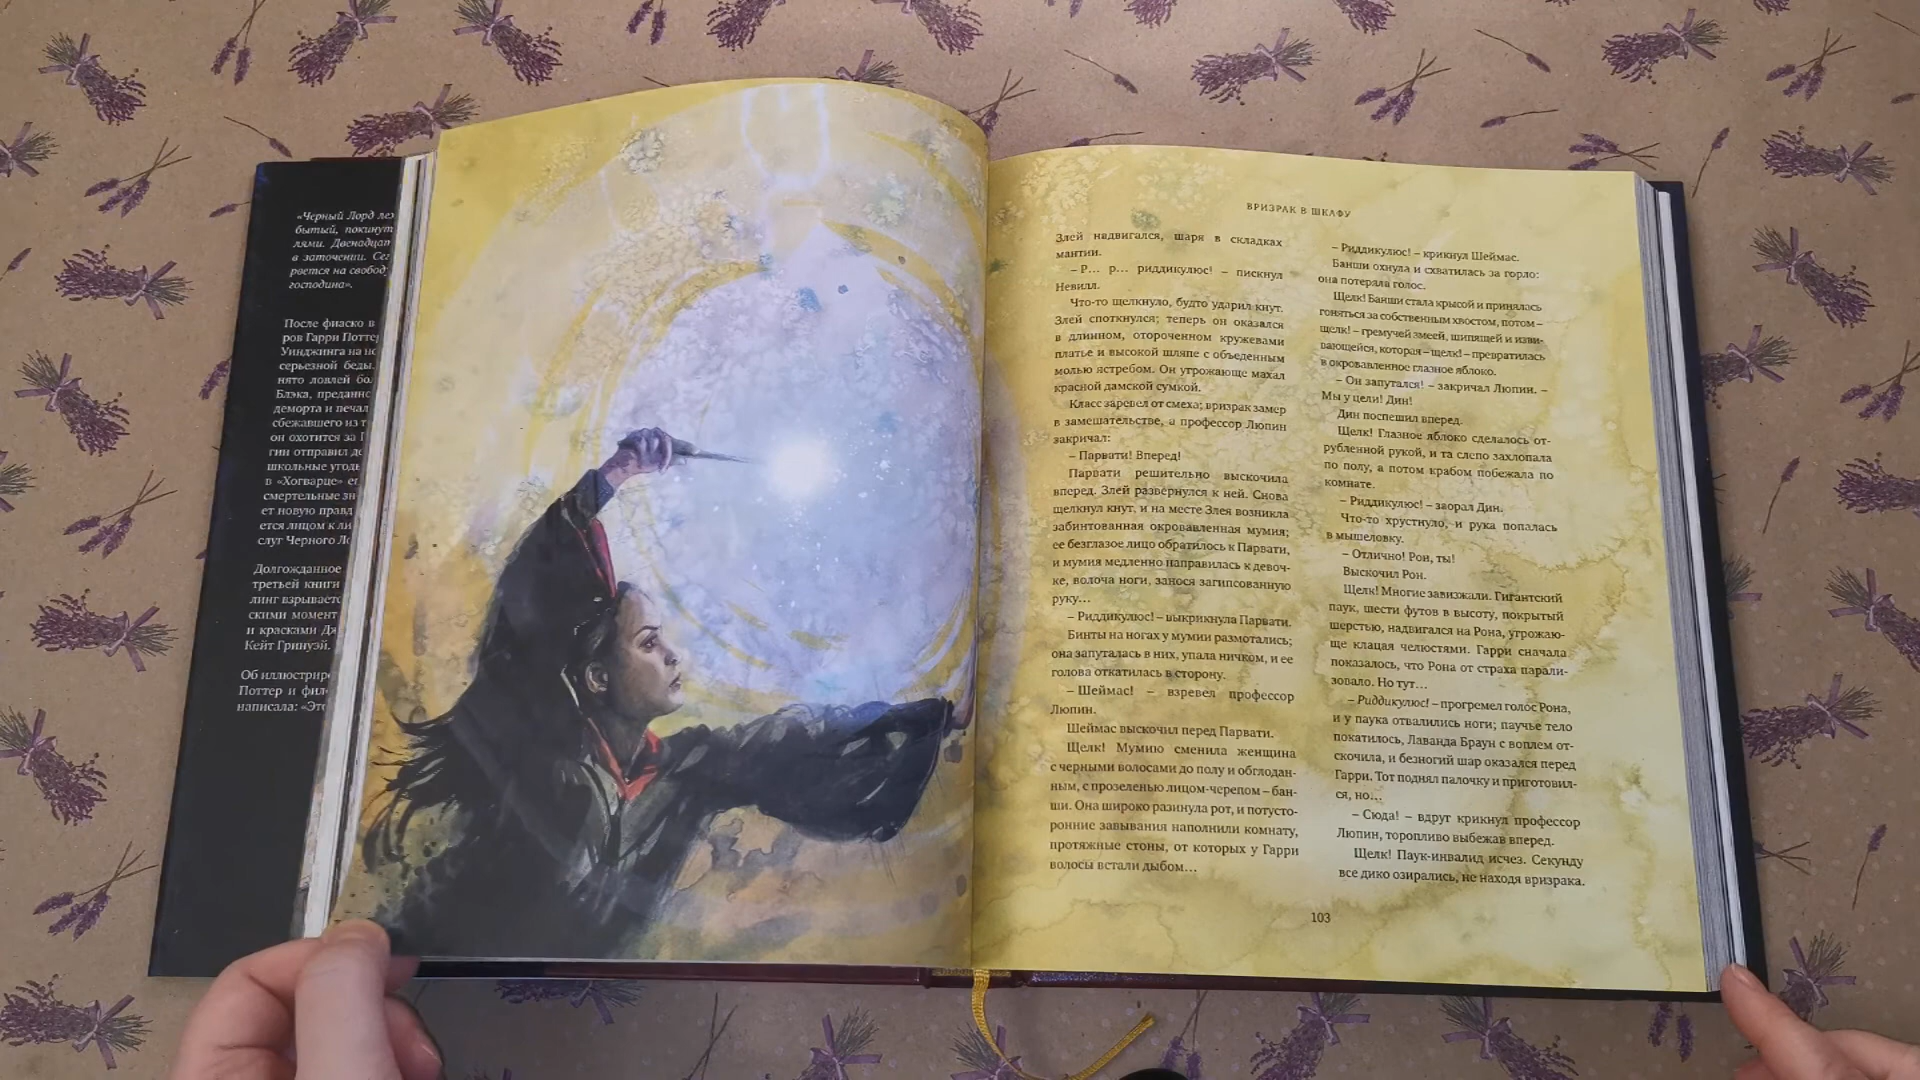 «Черный Лорд
бытый, покинут
лями. Двенадцат
в заточении. Сег
рвется на свобод
господина».
После фиаско в
ров Гарри Поттер
Уинджинга на
серьезной беды.
нято ловлей
Блэка, преданно
деморта и печал
сбежавшего из
он охотится за
гии отправил
школьные угодь
в «Хогварце»
смертельные
ет новую правд
ется лицом к
слуг Черного
Долгожданное
третьей книги
линг взрывает
скими момент
и красками
Кейт Гринуэй.
Об иллюстрир
Поттер и
написала:
ВРИЗРАК В ШКАФУ
Злей надвигался, шаря в складках
мантии.
– Р... р... риддикулюс! – пискнул
Невилл.
Что-то щелкнуло, будто ударил кнут.
Злей споткнулся; теперь он оказался
в длинном, отороченном кружевами
платье и высокой шляпе с объеденным
молью ястребом. Он угрожающе махал
красной дамской сумкой.
Класс заревел от смеха; вризрак замер
в замешательстве, а профессор Люпин
закричал:
– Парвати! Вперед!
Парвати решительно выскочила
вперед. Злей развернулся к ней. Снова
щелкнул кнут, и на месте Злея возникла
забинтованная окровавленная мумия;
ее безглазое лицо обратилось к Парвати,
и мумия медленно направилась к девоч-
ке, волоча ноги, занося загипсованную
руку...
– Риддикулюс! – выкрикнула Парвати.
Бинты на ногах у мумии размотались;
она запуталась в них, упала ничком, и ее
голова откатилась в сторону.
– Шеймас! – взревел профессор
Люпин.
Шеймас выскочил перед Парвати.
Щелк! Мумию сменила женщина
с черными волосами до полу и обглодан-
ным, с прозеленью лицом-черепом – бан-
ши. Она широко разинула рот, и потусто-
ронние завывания наполнили комнату,
протяжные стоны, от которых у Гарри
волосы встали дыбом...
– Риддикулюс! – крикнул Шеймас.
Банши охнула и схватилась за горло:
она потеряла голос.
Щелк! Банши стала крысой и принялась
гоняться за собственным хвостом, потом –
щелк! – гремучей змеей, шипящей и изви-
вающейся, которая – щелк! – превратилась
в окровавленное глазное яблоко.
– Он запутался! – закричал Люпин. –
Мы у цели! Дин!
Дин поспешил вперед.
Щелк! Глазное яблоко сделалось от-
рубленной рукой, и та слепо захлопала
по полу, а потом крабом побежала по
комнате.
– Риддикулюс! – заорал Дин.
Что-то хрустнуло, и рука попалась
в мышеловку.
– Отлично! Рон, ты!
Выскочил Рон.
Щелк! Многие завизжали. Гигантский
паук, шести футов в высоту, покрытый
шерстью, надвигался на Рона, угрожаю-
ще клацая челюстями. Гарри сначала
показалось, что Рона от страха парали-
зовало. Но тут...
– Риддикулюс! – прогремел голос Рона,
и у паука отвалились ноги; паучье тело
покатилось, Лаванда Браун с воплем от-
скочила, и безногий шар оказался перед
Гарри. Тот поднял палочку и приготовил-
ся, но...
– Сюда! – вдруг крикнул профессор
Люпин, торопливо выбежав вперед.
Щелк! Паук-инвалид исчез. Секунду
все дико озирались, не находя вризрака.
103